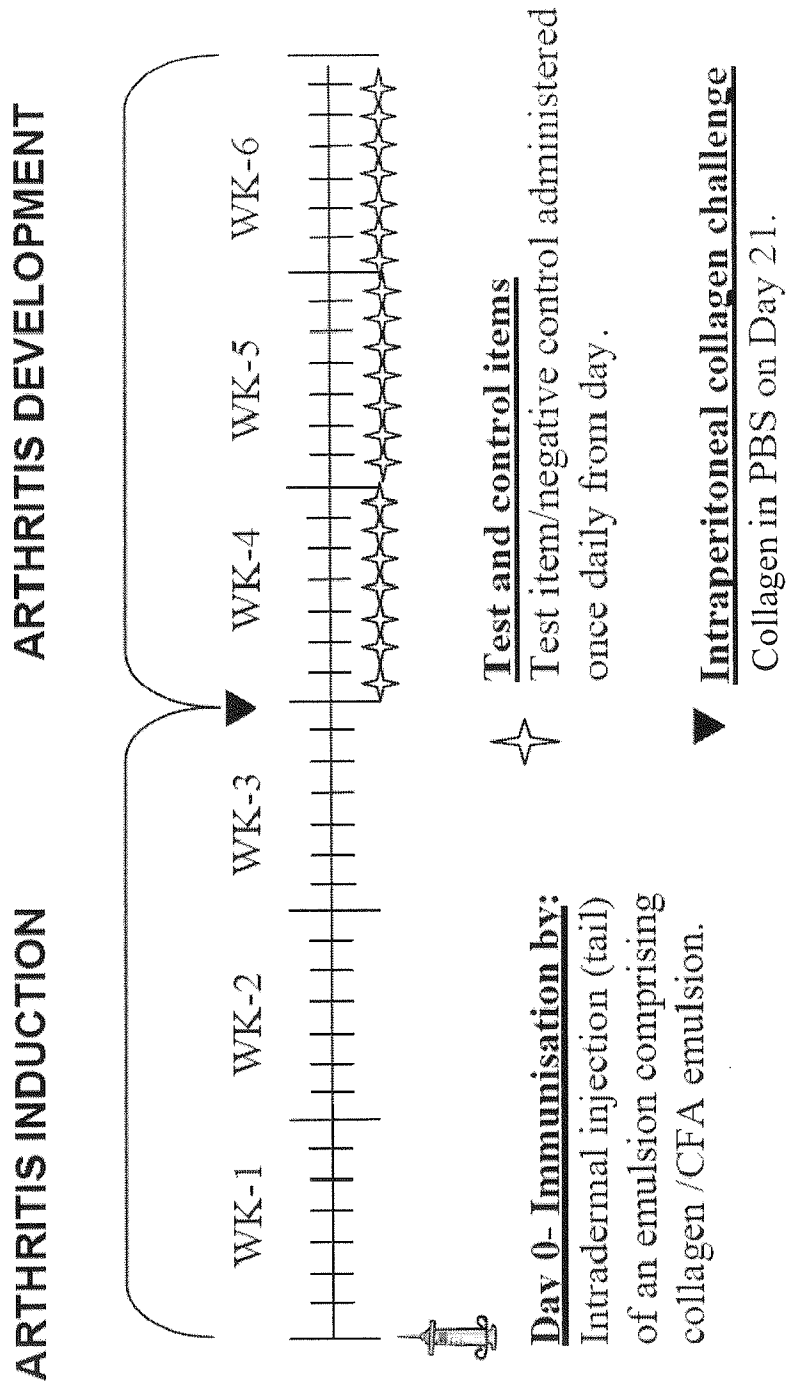 ARTHRITIS INDUCTION
ARTHRITIS DEVELOPMENT
WK-1
WK-2
WK-3
WK-4
WK-5
WK-6
Day 0- Immunisation by:
Intradermal injection (tail)
of an emulsion comprising
collagen /CFA emulsion.
Test and control items
Test item/negative control administered
once daily from day.
Intraperitoneal collagen challenge
Collagen in PBS on Day 21.